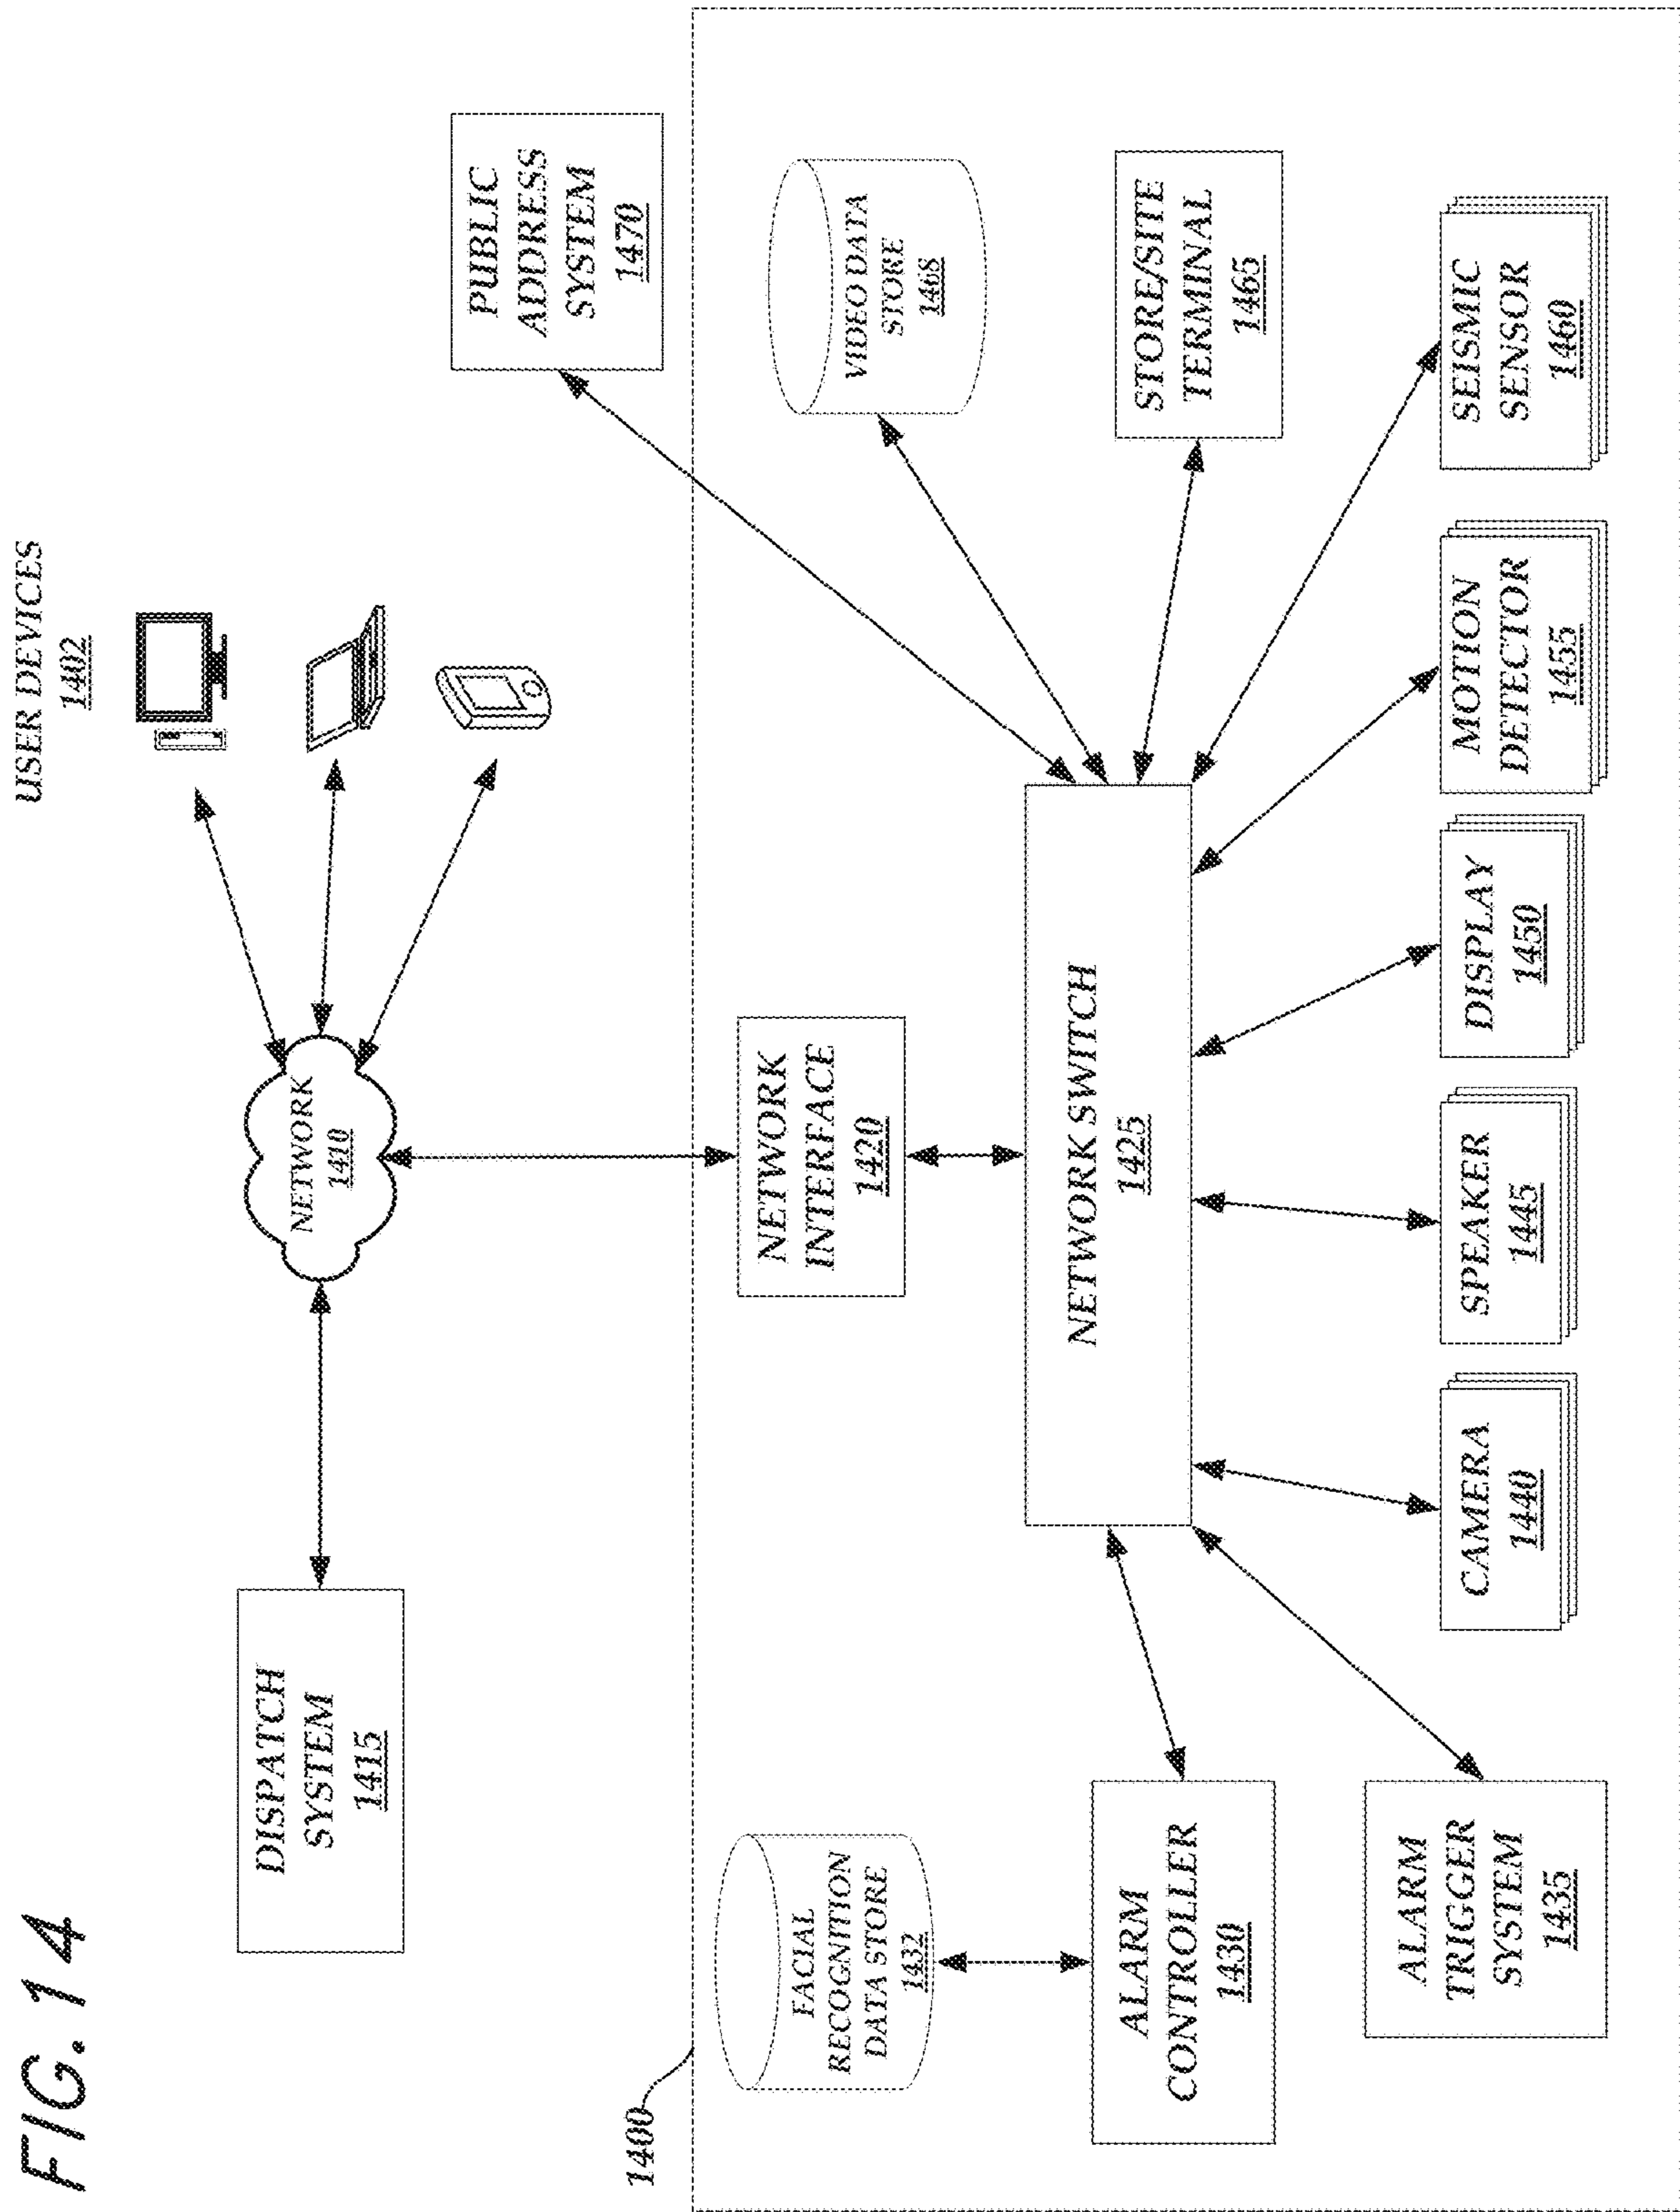 FIG. 14
USER DEVICES
1402
DISPATCH
SYSTEM
1415
NETWORK
1410
PUBLIC
ADDRESS
SYSTEM
1470
1400
FACIAL
RECOGNITION
DATA STORE
1432
NETWORK
INTERFACE
1420
VIDEO DATA
STORE
1468
ALARM
CONTROLLER
1430
NETWORK SWITCH
1425
STORE/SITE
TERMINAL
1465
ALARM
TRIGGER
SYSTEM
1435
CAMERA
1440
SPEAKER
1445
DISPLAY
1450
MOTION
DETECTOR
1455
SEISMIC
SENSOR
1460